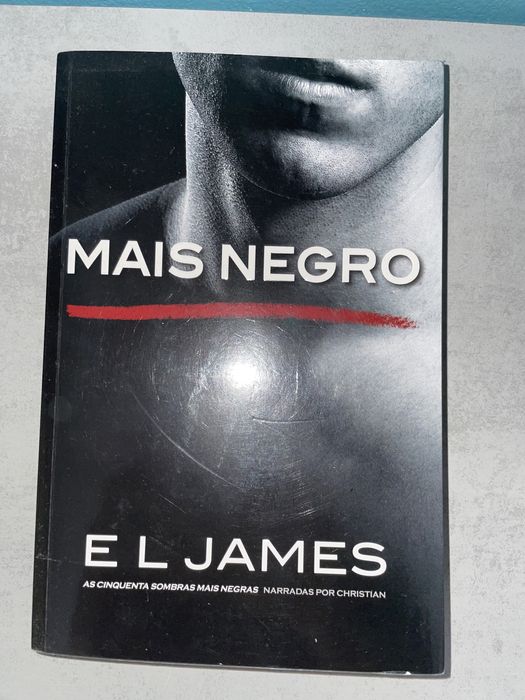 MAIS NEGRO
E L JAMES
AS CINQUENTA SOMBRAS MAIS NEGRAS NARRADAS POR CHRISTIAN